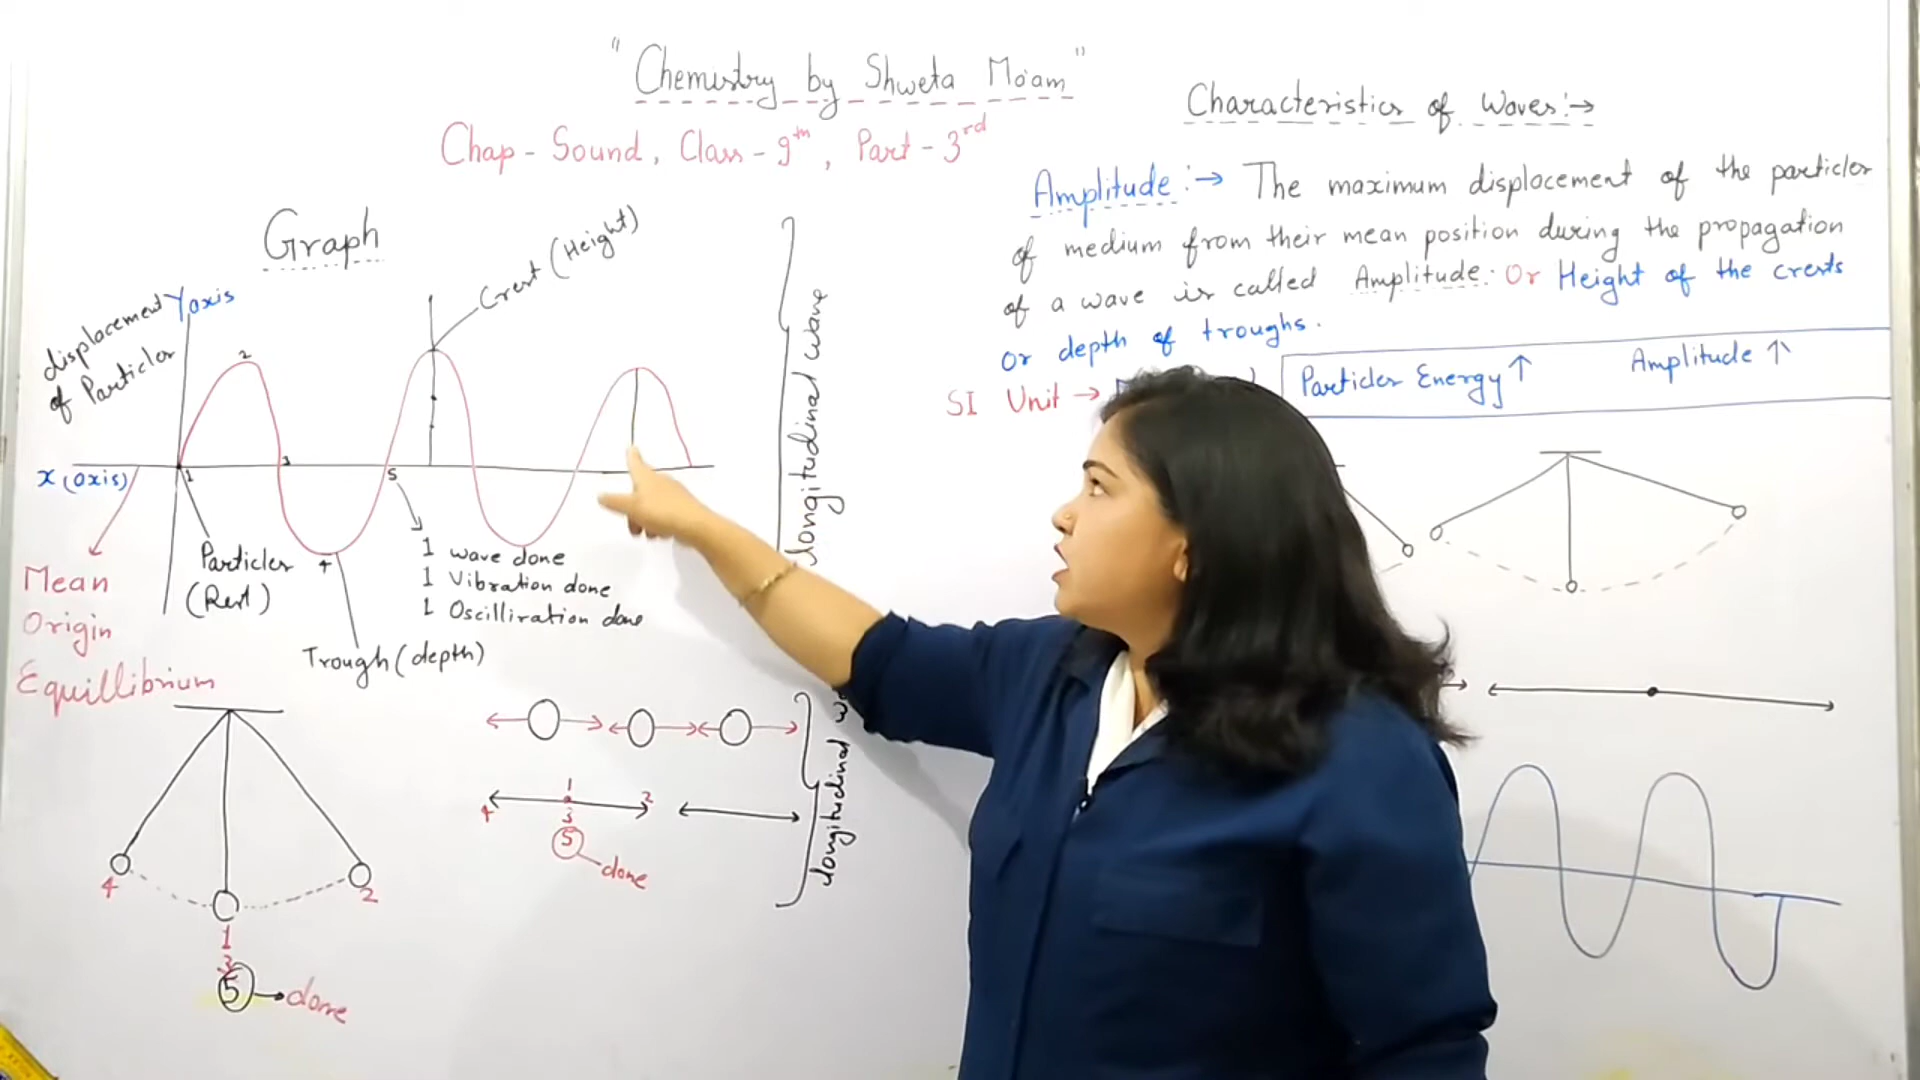 "Chemistry by Shweta Ma'am"
Chap - Sound, Class - 9th, Part - 3rd
Graph
displacement of Particles
Y axis
Crest (Height)
2
x (axis)
1
3
5
4
Mean
Origin
Equillibrium
Particles
(Rest)
Trough (depth)
1 wave done
1 Vibration done
1 Oscilliration done
longitudinal wave
4
2
1
3
5 → done
4
1
2
3
5
done
longitudinal
Characteristics of Waves:→
Amplitude:→ The maximum displacement of the particles
of medium from their mean position during the propagation
of a wave is called Amplitude. Or Height of the crests
or depth of troughs.
SI Unit →
Particles Energy ↑ Amplitude ↑